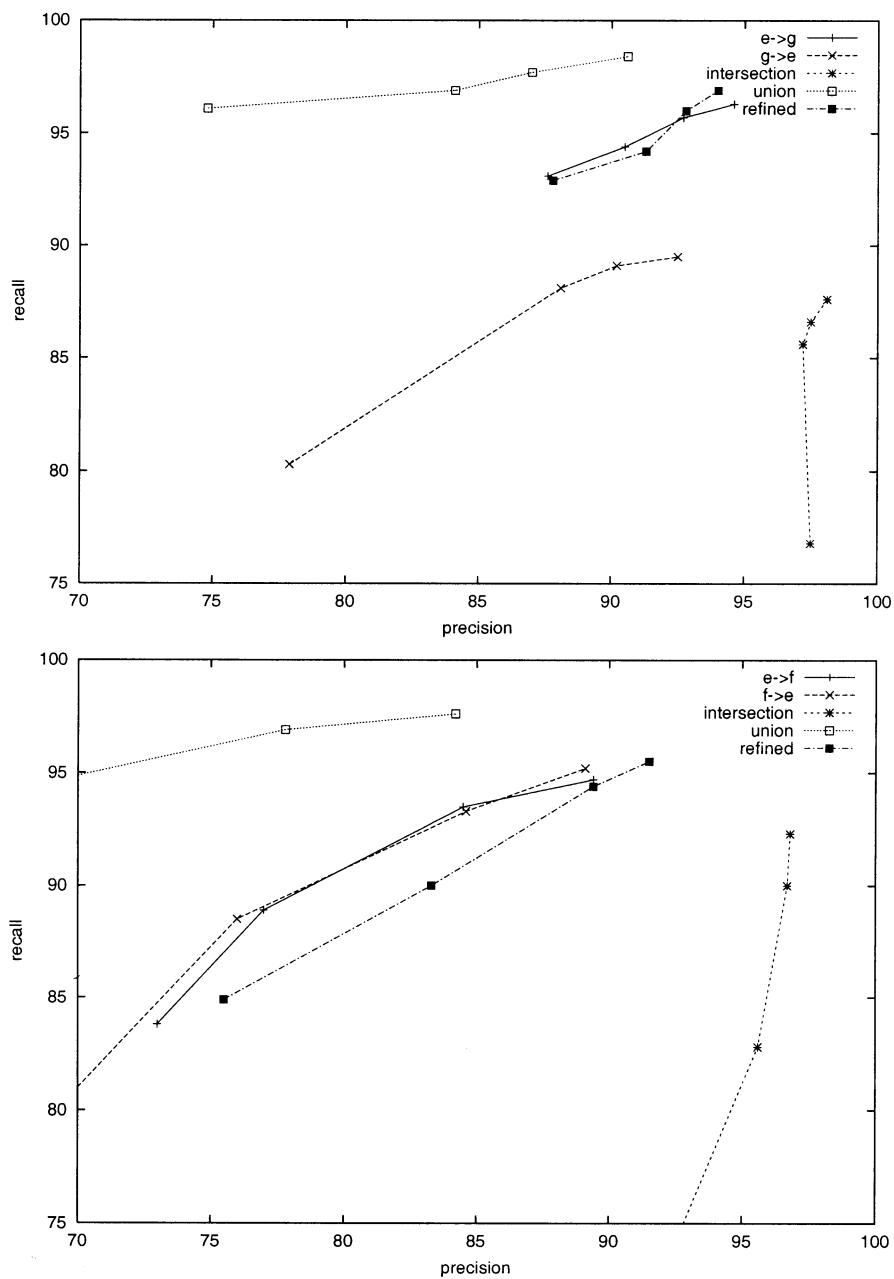 100
95
90
85
80
75
recall
e->g
g->e
intersection
union
refined
70 75 80 85 90 95 100
precision
100
95
90
85
80
75
recall
e->f
f->e
intersection
union
refined
70 75 80 85 90 95 100
precision